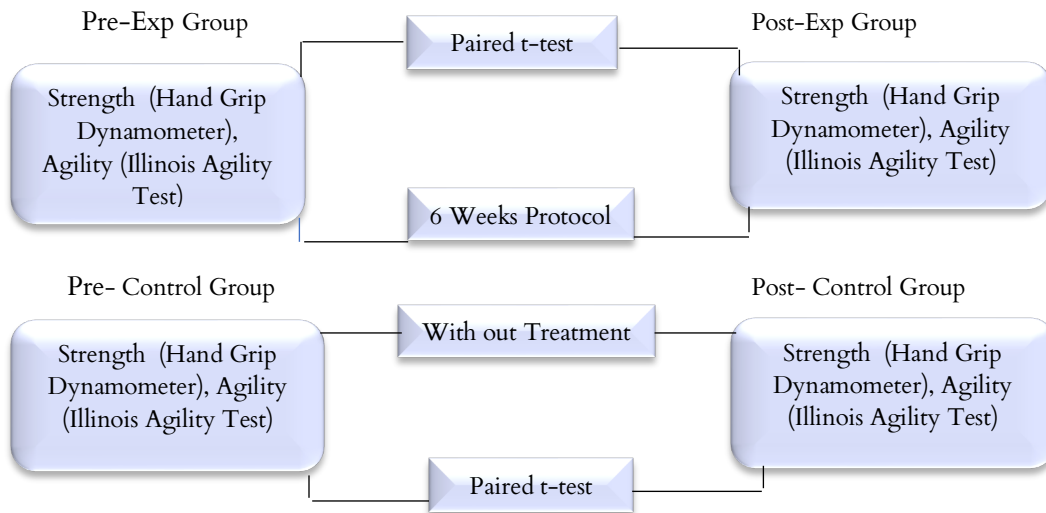 Pre-Exp Group
Paired t-test
Post-Exp Group
Strength (Hand Grip
Dynamometer),
Agility (Illinois Agility
Test)
Strength (Hand Grip
Dynamometer), Agility
(Illinois Agility Test)
6 Weeks Protocol
Pre- Control Group
Post- Control Group
With out Treatment
Strength (Hand Grip
Dynamometer), Agility
(Illinois Agility Test)
Strength (Hand Grip
Dynamometer), Agility
(Illinois Agility Test)
Paired t-test